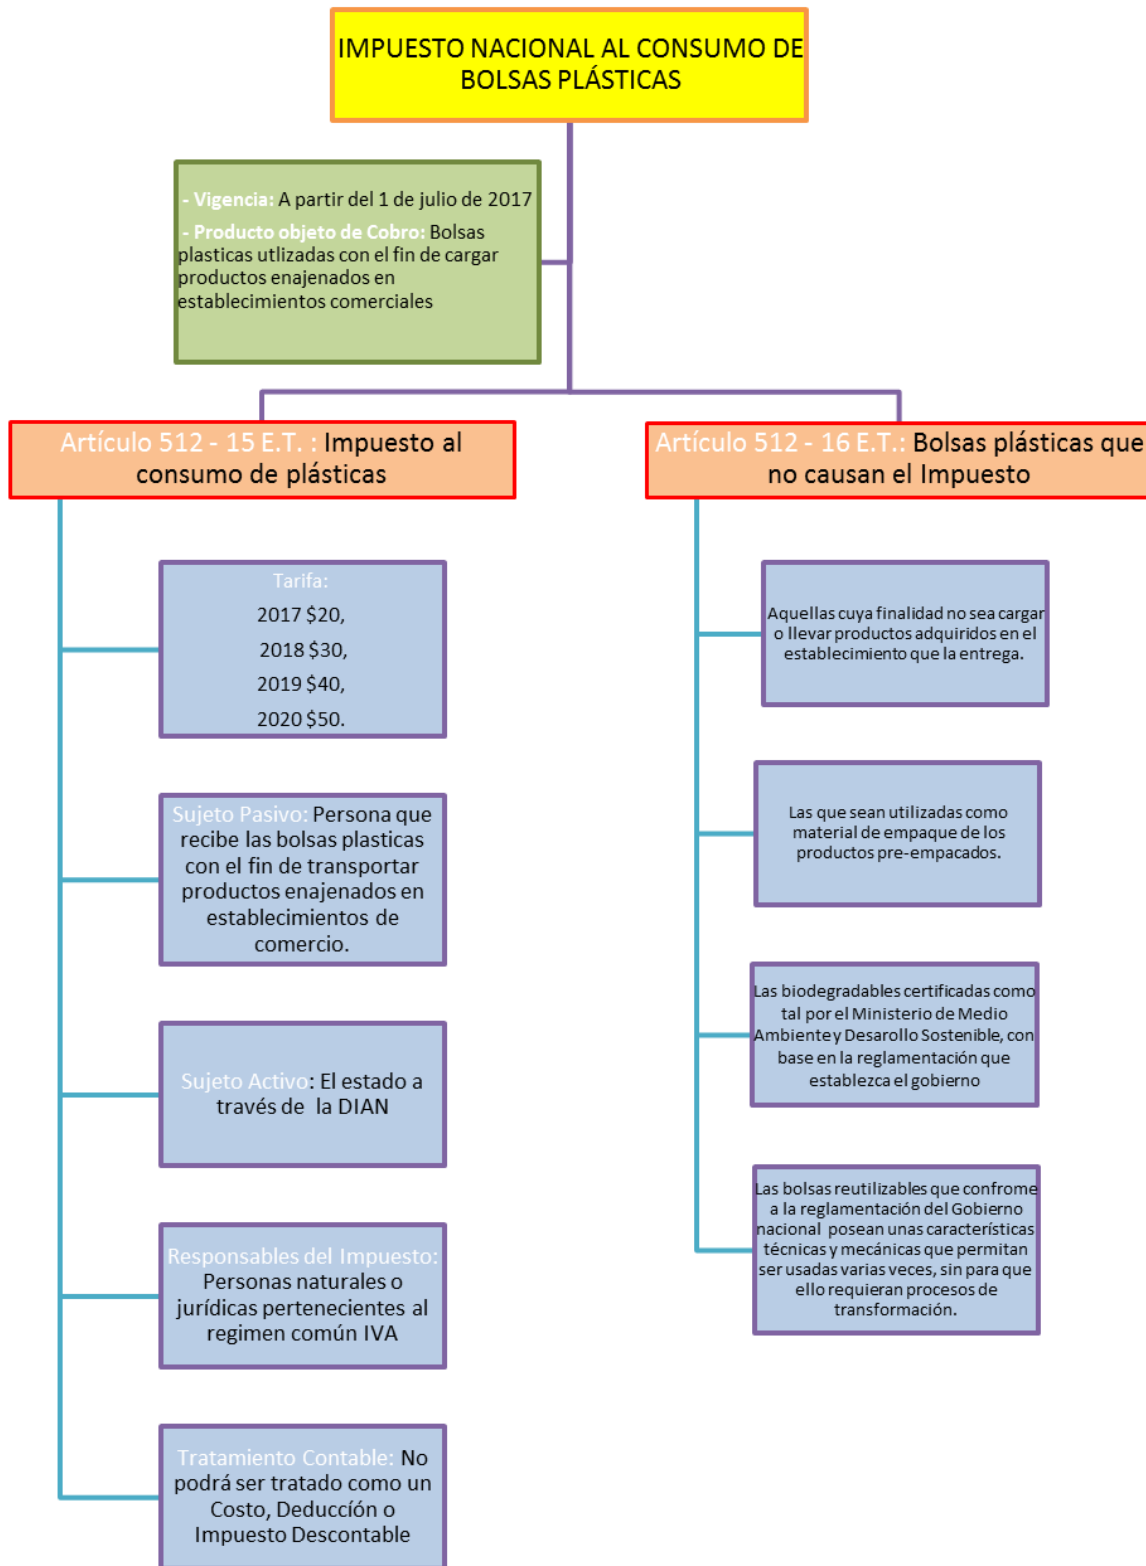 IMPUESTO NACIONAL AL CONSUMO DE
BOLSAS PLÁSTICAS
- Vigencia: A partir del 1 de julio de 2017
- Producto objeto de Cobro: Bolsas
plasticas utlizadas con el fin de cargar
productos enajenados en
establecimientos comerciales
Artículo 512 - 15 E.T. : Impuesto al
consumo de plásticas
Tarifa:
2017 $20,
2018 $30,
2019 $40,
2020 $50.
Sujeto Pasivo: Persona que
recibe las bolsas plasticas
con el fin de transportar
productos enajenados en
establecimientos de
comercio.
Sujeto Activo: El estado a
través de la DIAN
Responsables del Impuesto:
Personas naturales o
jurídicas pertenecientes al
regimen común IVA
Tratamiento Contable: No
podrá ser tratado como un
Costo, Deducción o
Impuesto Descontable
Artículo 512 - 16 E.T.: Bolsas plásticas que
no causan el Impuesto
Aquellas cuya finalidad no sea cargar
o llevar productos adquiridos en el
establecimiento que la entrega.
Las que sean utilizadas como
material de empaque de los
productos pre-empacados.
Las biodegradables certificadas como
tal por el Ministerio de Medio
Ambiente y Desarollo Sostenible, con
base en la reglamentación que
establezca el gobierno
Las bolsas reutilizables que confrome
a la reglamentación del Gobierno
nacional posean unas características
técnicas y mecánicas que permitan
ser usadas varias veces, sin para que
ello requieran procesos de
transformación.